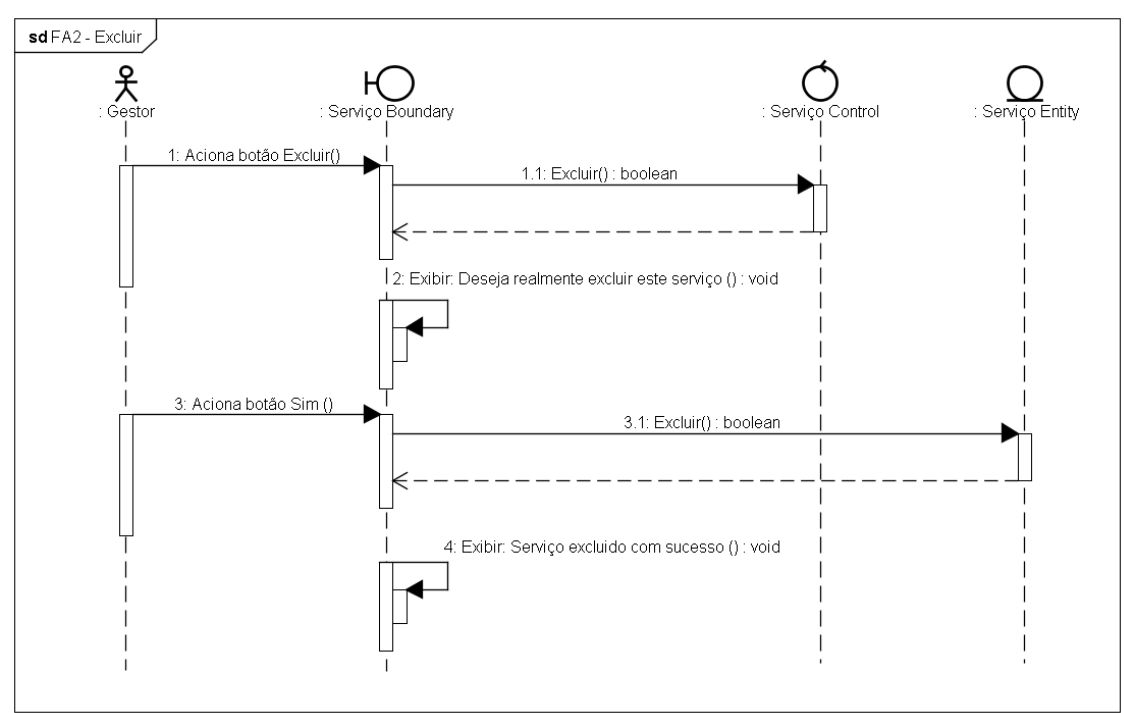 sd FA2 - Excluir
: Gestor
: Serviço Boundary
: Serviço Control
: Serviço Entity
1: Aciona botão Excluir()
1.1: Excluir() : boolean
2: Exibir: Deseja realmente excluir este serviço () : void
3: Aciona botão Sim ()
3.1: Excluir() : boolean
4: Exibir: Serviço excluido com sucesso () : void